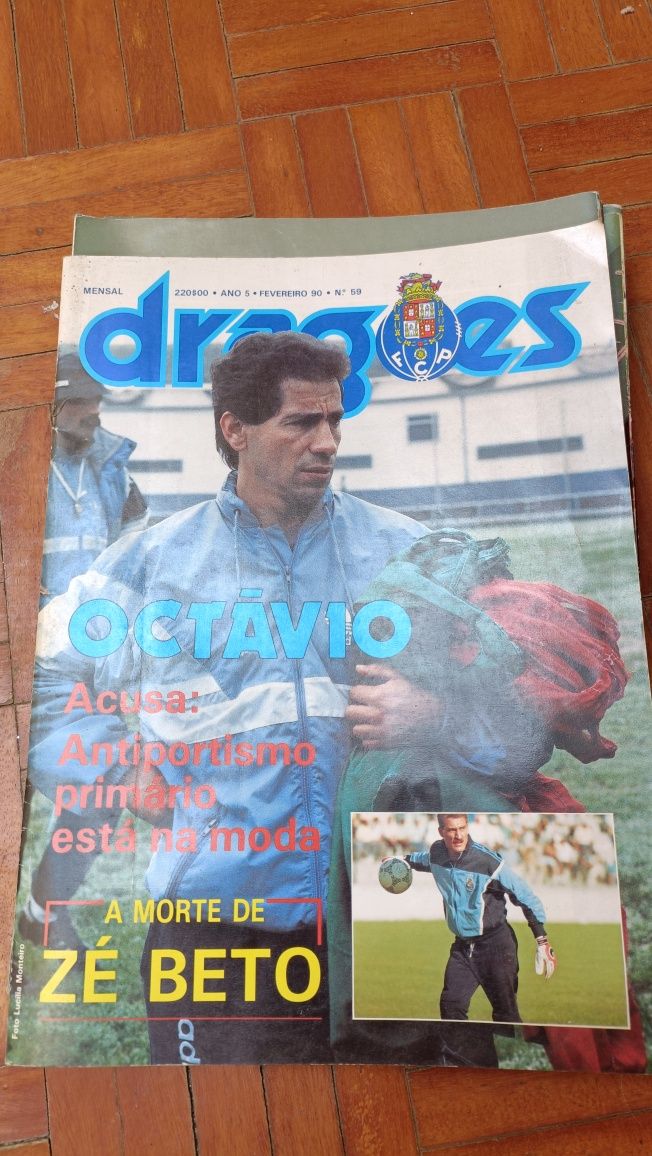 MENSAL 220$00 • ANO 5 • FEVEREIRO 90 • N.º 59
dragões
FCP
OCTÁVIO
Acusa:
Antiportismo
primário
está na moda
A MORTE DE
ZÉ BETO
ad
Foto Lucília Monteiro